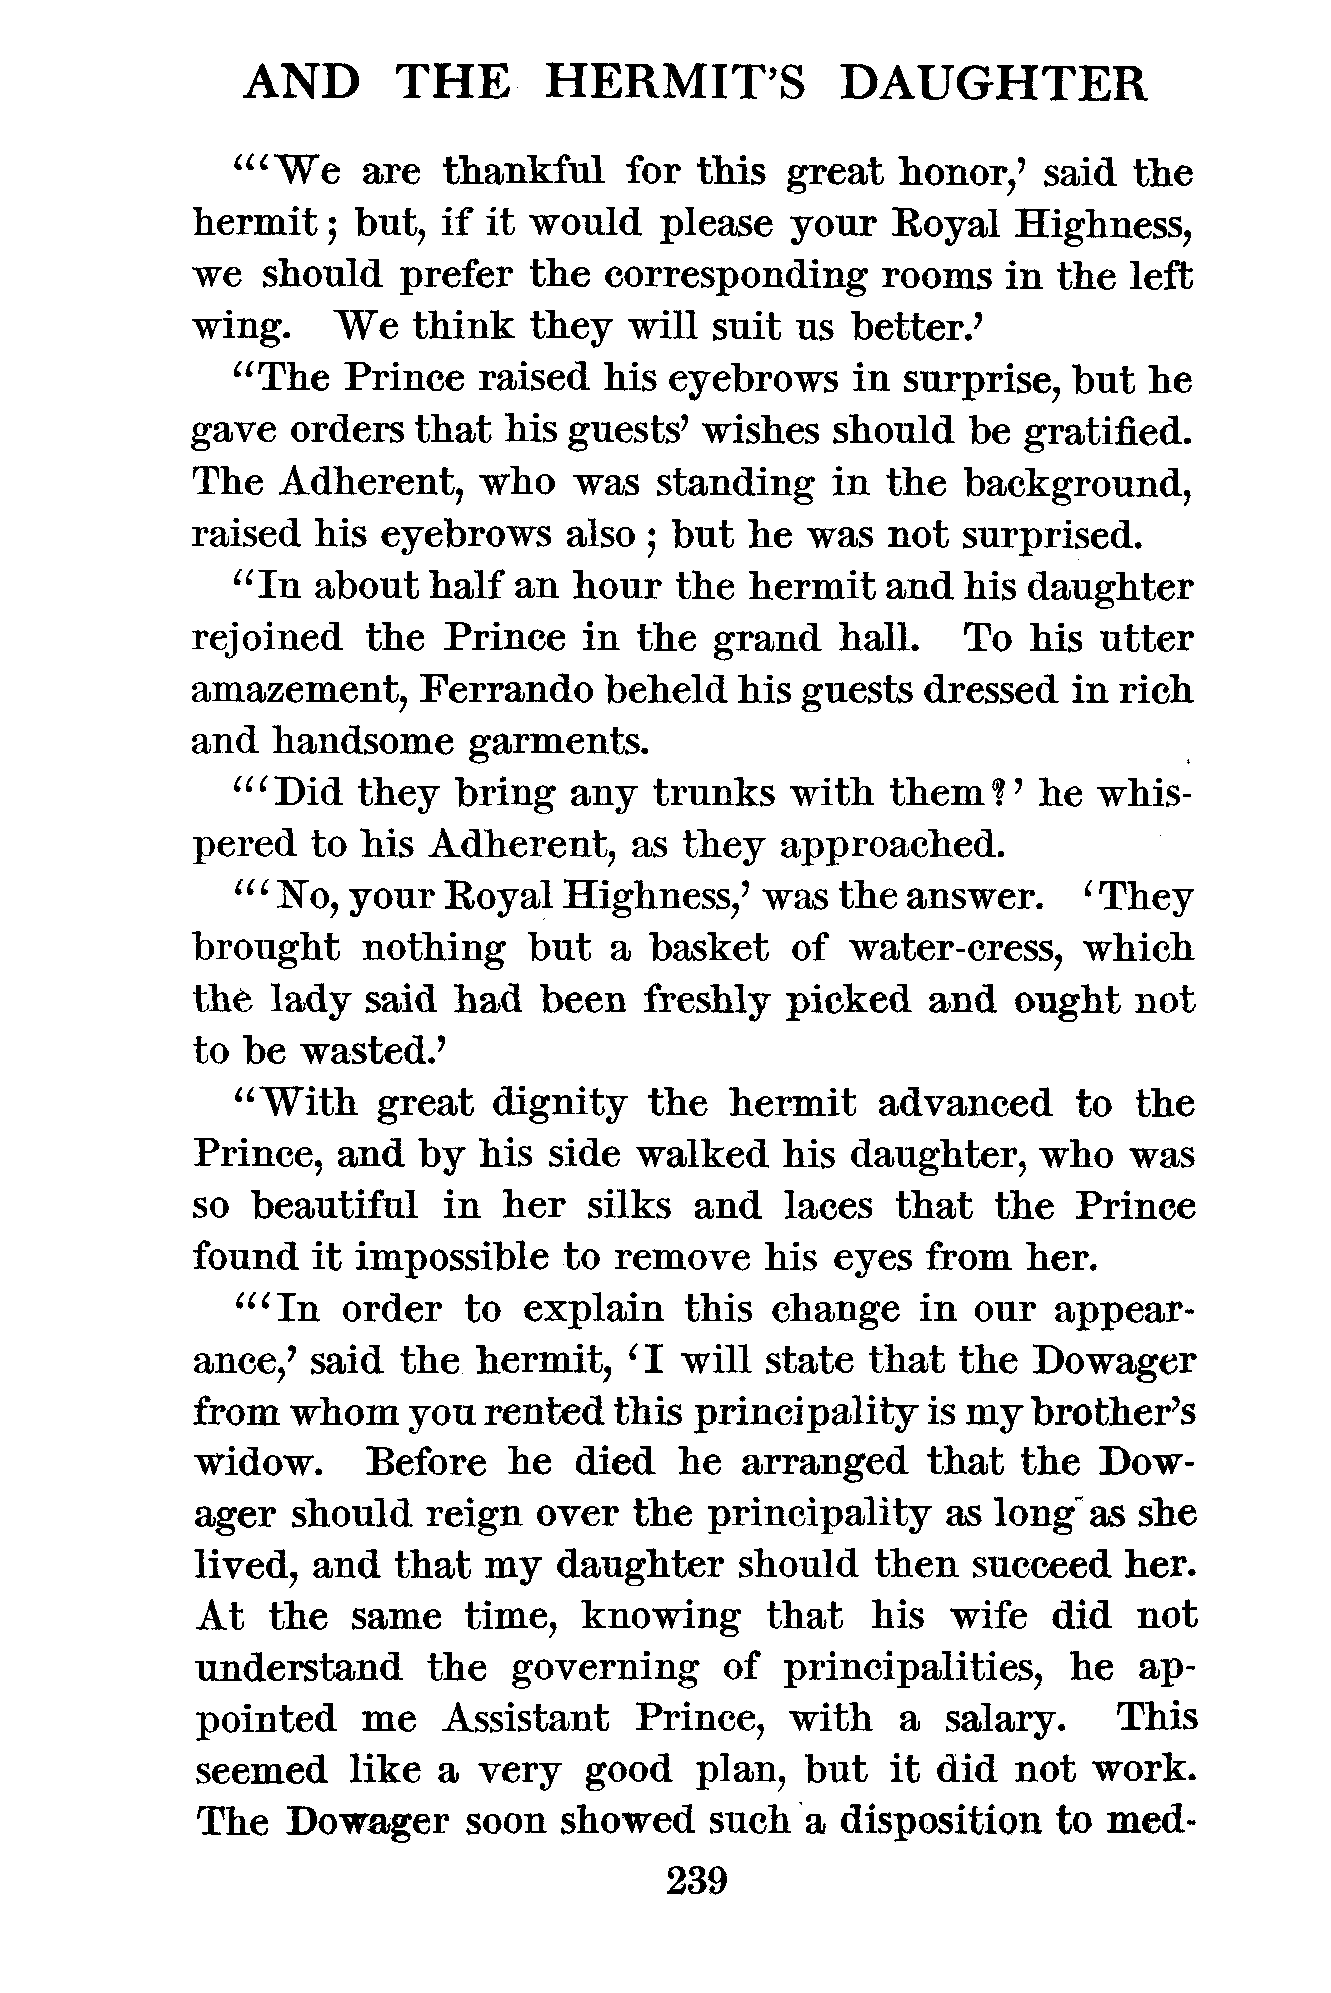 AND THE HERMIT'S DAUGHTER
"'We are thankful for this great honor,' said the
hermit; but, if it would please your Royal Highness,
we should prefer the corresponding rooms in the left
wing. We think they will suit us better.'
"The Prince raised his eyebrows in surprise, but he
gave orders that his guests' wishes should be gratified.
The Adherent, who was standing in the background,
raised his eyebrows also; but he was not surprised.
"In about half an hour the hermit and his daughter
rejoined the Prince in the grand hall. To his utter
amazement, Ferrando beheld his guests dressed in rich
and handsome garments.
"'Did they bring any trunks with them?' he whis-
pered to his Adherent, as they approached.
"'No, your Royal Highness,' was the answer. 'They
brought nothing but a basket of water-cress, which
the lady said had been freshly picked and ought not
to be wasted.'
"With great dignity the hermit advanced to the
Prince, and by his side walked his daughter, who was
so beautiful in her silks and laces that the Prince
found it impossible to remove his eyes from her.
"'In order to explain this change in our appear-
ance,' said the hermit, 'I will state that the Dowager
from whom you rented this principality is my brother's
widow. Before he died he arranged that the Dow-
ager should reign over the principality as long as she
lived, and that my daughter should then succeed her.
At the same time, knowing that his wife did not
understand the governing of principalities, he ap-
pointed me Assistant Prince, with a salary. This
seemed like a very good plan, but it did not work.
The Dowager soon showed such a disposition to med-
239